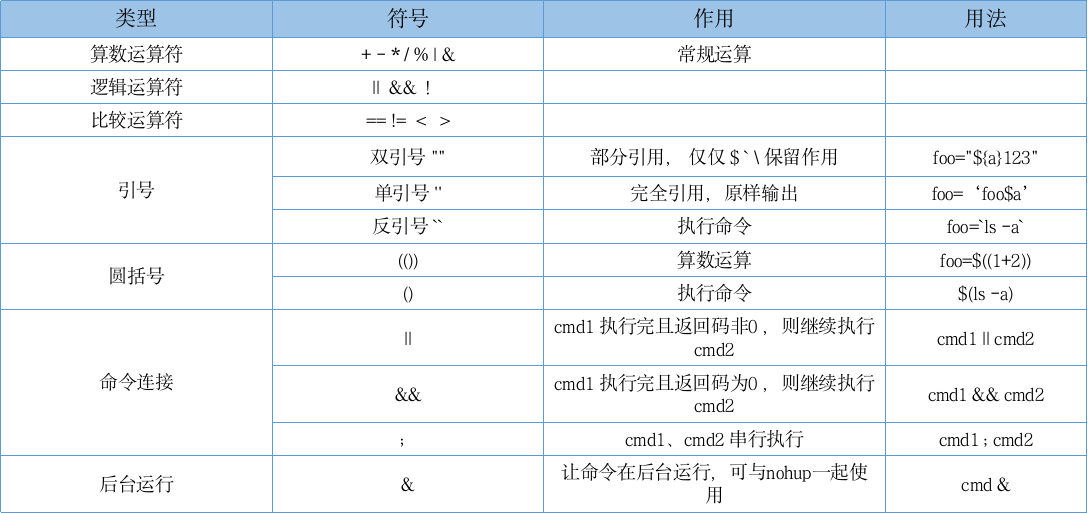 类型 符号 作用 用法
算数运算符 + - * / % | & 常规运算
逻辑运算符 || && !
比较运算符 == != < >
引号
双引号 "" 部分引用， 仅仅 $ ` \ 保留作用 foo="${a}123"
单引号 '' 完全引用，原样输出 foo=‘foo$a’
反引号 `` 执行命令 foo=`ls -a`
圆括号
(()) 算数运算 foo=$((1+2))
() 执行命令 $(ls -a)
命令连接
|| cmd1 执行完且返回码非0 ，则继续执行
cmd2 cmd1 || cmd2
&& cmd1 执行完且返回码为0 ，则继续执行
cmd2 cmd1 && cmd2
; cmd1、cmd2 串行执行 cmd1 ; cmd2
后台运行 & 让命令在后台运行，可与nohup一起使
用 cmd &